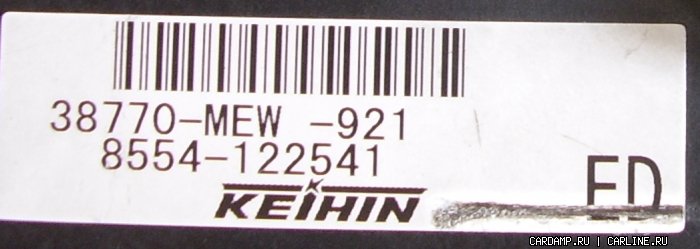 38770-MEW -921
8554-122541
KEIHIN
ED
CARDAMP.RU | CARLINE.RU